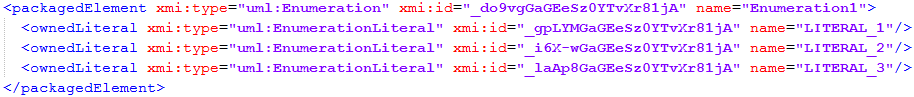 <packagedElement xmi:type="uml:Enumeration" xmi:id="_do9vgGaGEeSz0YTvXr81jA" name="Enumeration1">
<ownedLiteral xmi:type="uml:EnumerationLiteral" xmi:id="_gpLYMGaGEeSz0YTvXr81jA" name="LITERAL_1"/>
<ownedLiteral xmi:type="uml:EnumerationLiteral" xmi:id="_i6X-wGaGEeSz0YTvXr81jA" name="LITERAL_2"/>
<ownedLiteral xmi:type="uml:EnumerationLiteral" xmi:id="_laAp8GaGEeSz0YTvXr81jA" name="LITERAL_3"/>
</packagedElement>